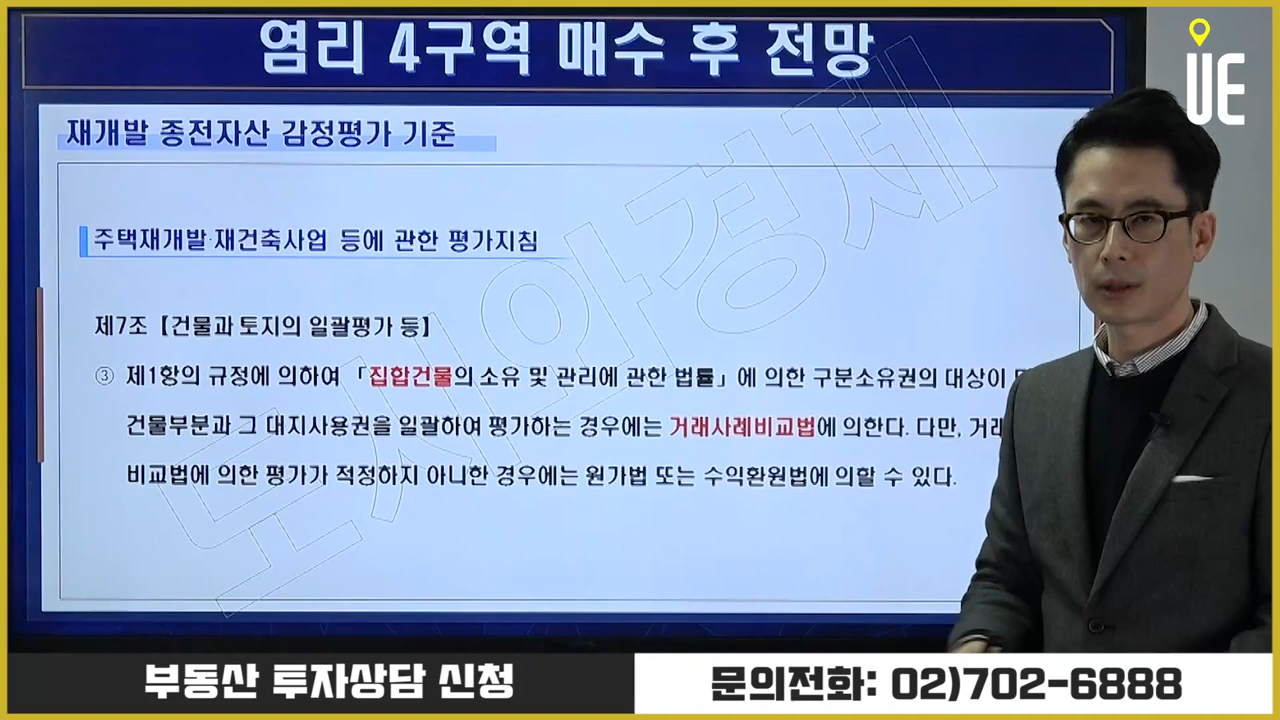 염리 4구역 매수 후 전망
UE
재개발 종전자산 감정평가 기준
주택재개발·재건축사업 등에 관한 평가지침
제7조【건물과 토지의 일괄평가 등】
③ 제1항의 규정에 의하여 「집합건물의 소유 및 관리에 관한 법률」에 의한 구분소유권의 대상이
건물부분과 그 대지사용권을 일괄하여 평가하는 경우에는 거래사례비교법에 의한다. 다만, 거래
비교법에 의한 평가가 적정하지 아니한 경우에는 원가법 또는 수익환원법에 의할 수 있다.
도시와경제
부동산 투자상담 신청
문의전화: 02)702-6888